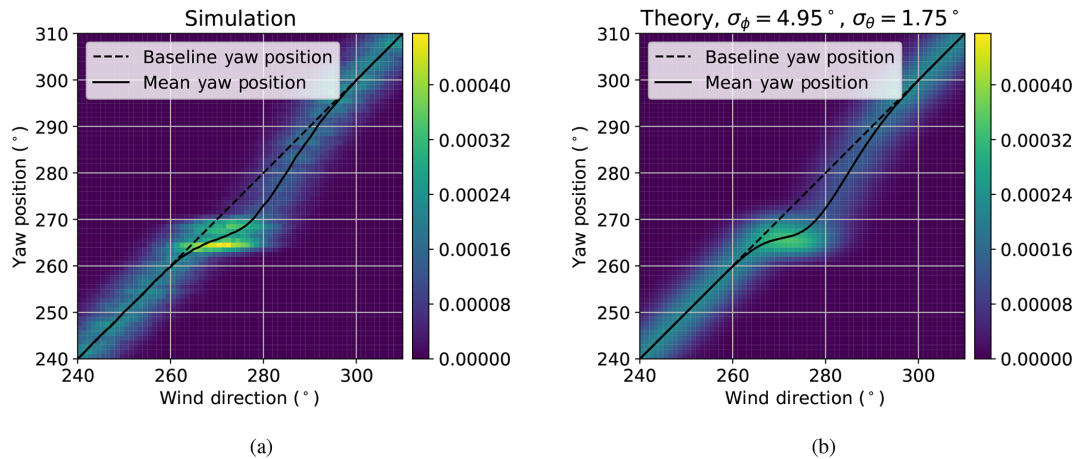 Simulation
Baseline yaw position
Mean yaw position
310
300
290
280
270
260
250
240
Yaw position (°)
240 260 280 300
Wind direction (°)
0.00040
0.00032
0.00024
0.00016
0.00008
0.00000
(a)
Theory, σ_ϕ = 4.95°, σ_θ = 1.75°
Baseline yaw position
Mean yaw position
310
300
290
280
270
260
250
240
Yaw position (°)
240 260 280 300
Wind direction (°)
0.00040
0.00032
0.00024
0.00016
0.00008
0.00000
(b)